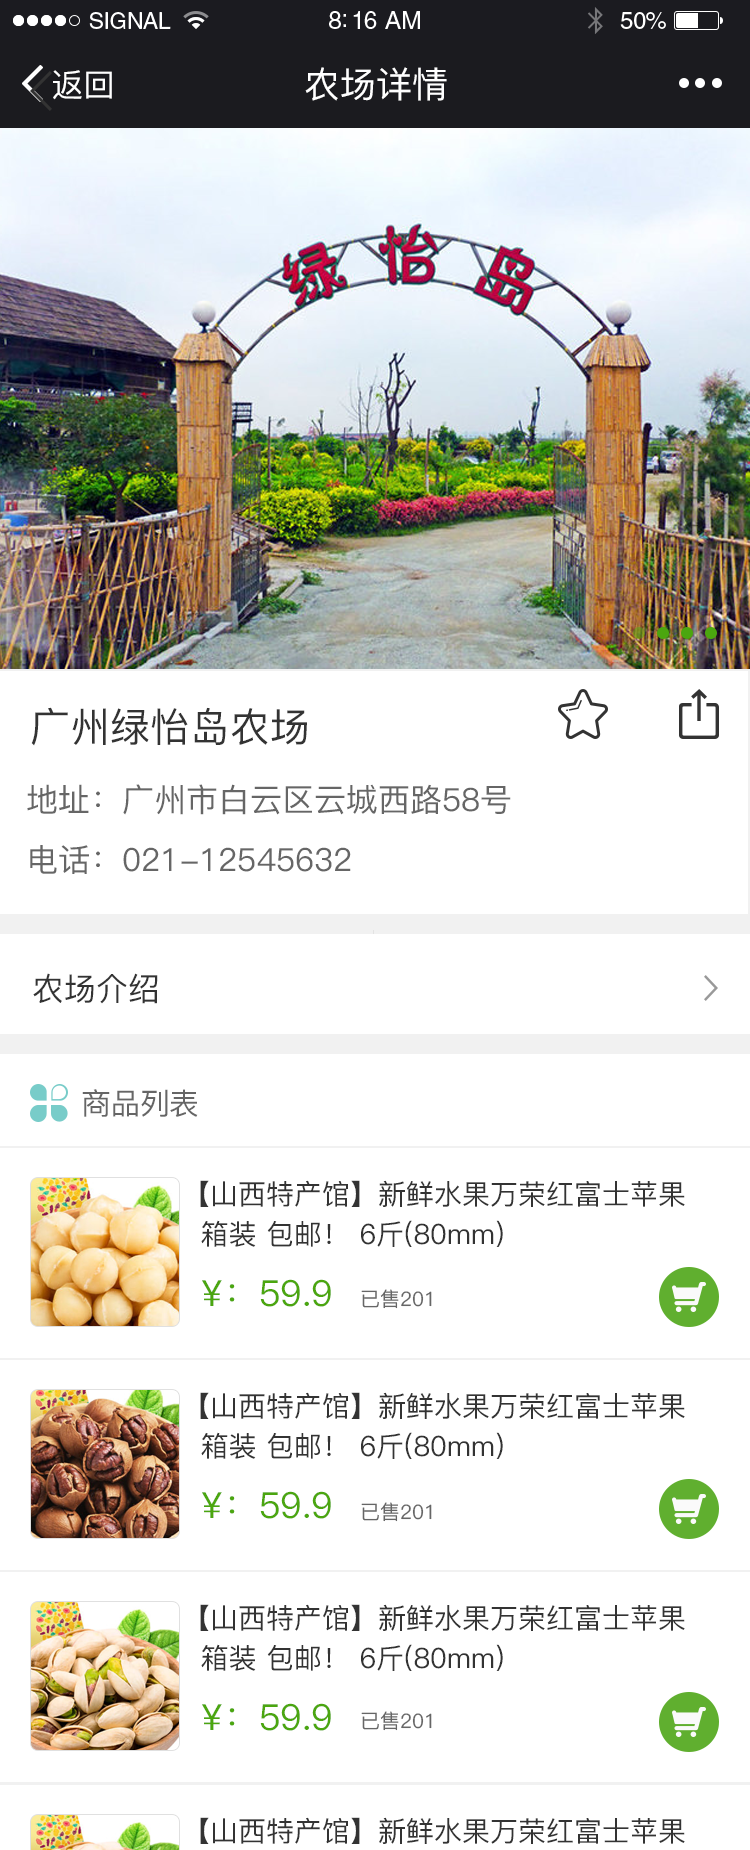 SIGNAL 8:16 AM 50%
返回 农场详情
绿怡岛
广州绿怡岛农场
地址：广州市白云区云城西路58号
电话：021-12545632
农场介绍
商品列表
【山西特产馆】新鲜水果万荣红富士苹果
箱装 包邮！ 6斤(80mm)
¥：59.9 已售201
【山西特产馆】新鲜水果万荣红富士苹果
箱装 包邮！ 6斤(80mm)
¥：59.9 已售201
【山西特产馆】新鲜水果万荣红富士苹果
箱装 包邮！ 6斤(80mm)
¥：59.9 已售201
【山西特产馆】新鲜水果万荣红富士苹果